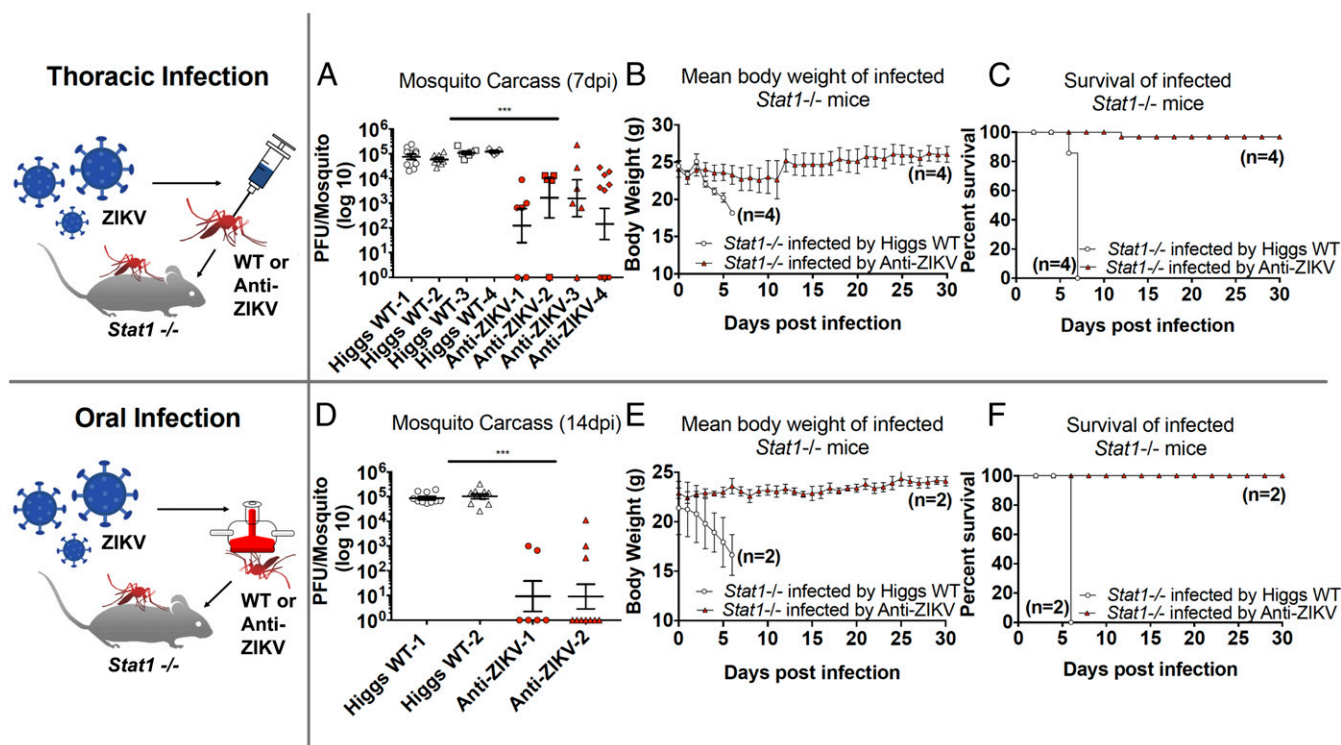 Thoracic Infection
ZIKV
WT or
Anti-
ZIKV
Stat1 -/-
A
Mosquito Carcass (7dpi)
***
PFU/Mosquito
(log 10)
10⁶
10⁵
10⁴
10³
10²
10¹
10⁰
Higgs WT-1
Higgs WT-2
Higgs WT-3
Higgs WT-4
Anti-ZIKV-1
Anti-ZIKV-2
Anti-ZIKV-3
Anti-ZIKV-4
B
Mean body weight of infected
Stat1-/- mice
Body Weight (g)
30
25
20
15
10
(n=4)
(n=4)
Stat1-/- infected by Higgs WT
Stat1-/- infected by Anti-ZIKV
0 5 10 15 20 25 30
Days post infection
C
Survival of infected
Stat1-/- mice
Percent survival
100
80
60
40
20
0
(n=4)
(n=4)
Stat1-/- infected by Higgs WT
Stat1-/- infected by Anti-ZIKV
0 5 10 15 20 25 30
Days post infection
Oral Infection
ZIKV
WT or
Anti-
ZIKV
Stat1 -/-
D
Mosquito Carcass (14dpi)
***
PFU/Mosquito
(log 10)
10⁶
10⁵
10⁴
10³
10²
10¹
10¹
Higgs WT-1
Higgs WT-2
Anti-ZIKV-1
Anti-ZIKV-2
E
Mean body weight of infected
Stat1-/- mice
Body Weight (g)
25
22
19
16
13
10
(n=2)
(n=2)
Stat1-/- infected by Higgs WT
Stat1-/- infected by Anti-ZIKV
0 5 10 15 20 25 30
Days post infection
F
Survival of infected
Stat1-/- mice
Percent survival
100
80
60
40
20
0
(n=2)
(n=2)
Stat1-/- infected by Higgs WT
Stat1-/- infected by Anti-ZIKV
0 5 10 15 20 25 30
Days post infection